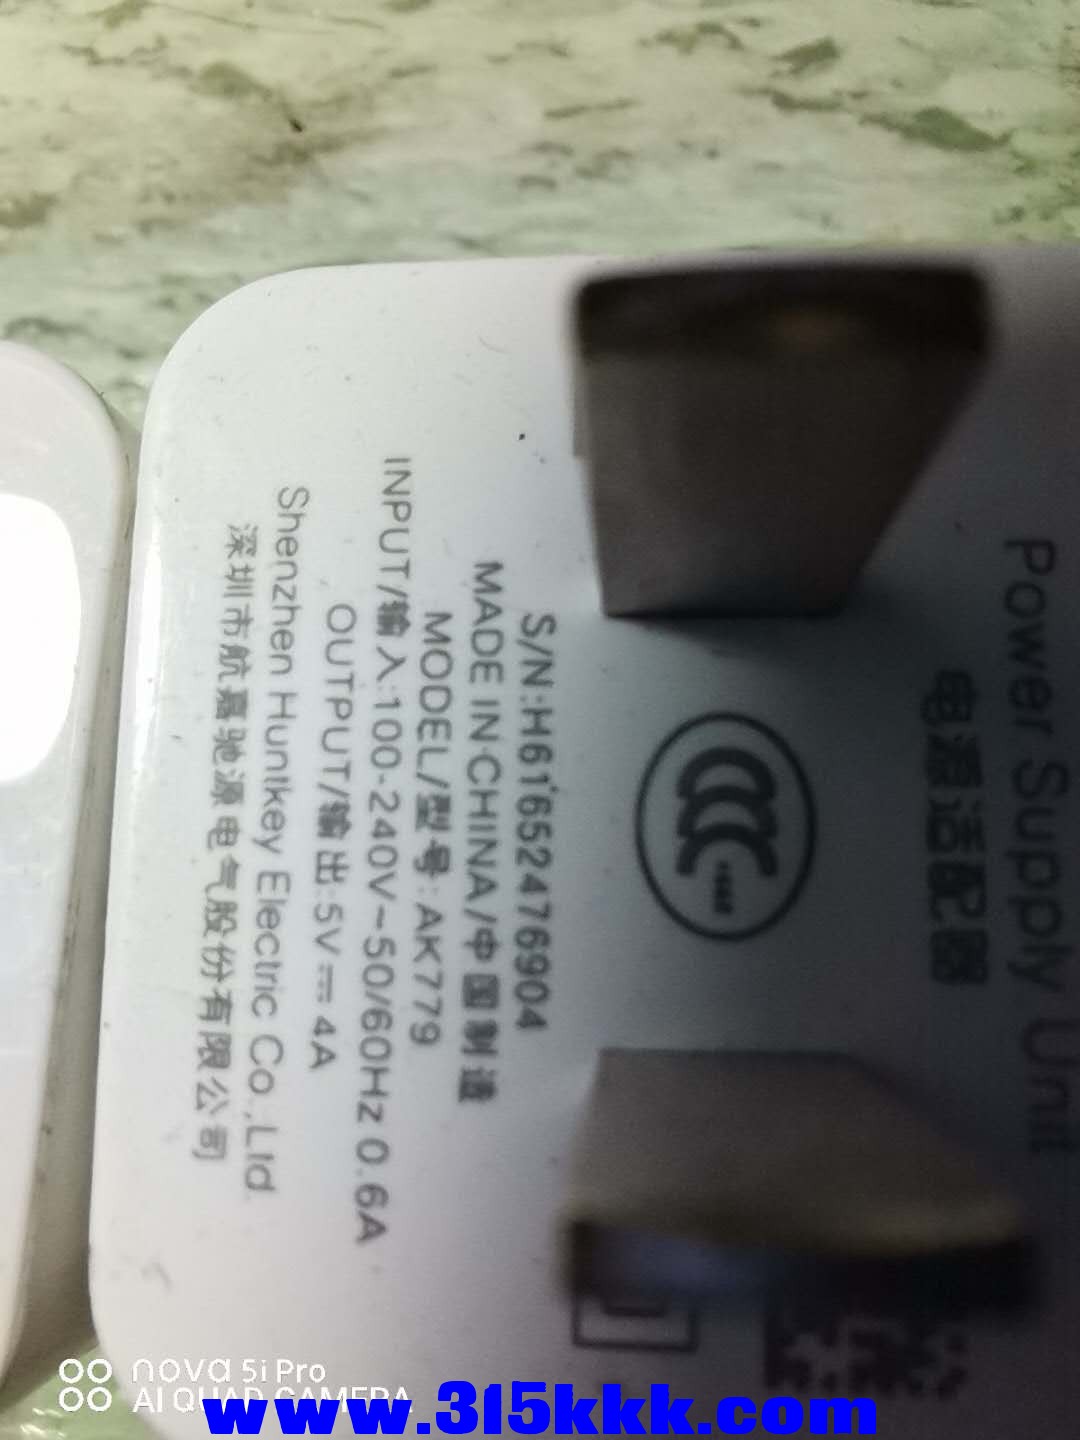 Power Supply Unit
电源适配器
S/N:H61652476904
MADE IN CHINA/中国制造
MODEL/型号:AK779
INPUT/输入:100-240V~50/60Hz 0.6A
OUTPUT/输出:5V⎓4A
Shenzhen Huntkey Electric Co.,Ltd.
深圳市航嘉驰源电气股份有限公司
nova 5i Pro
AI QUAD CAMERA
www.315kkk.com